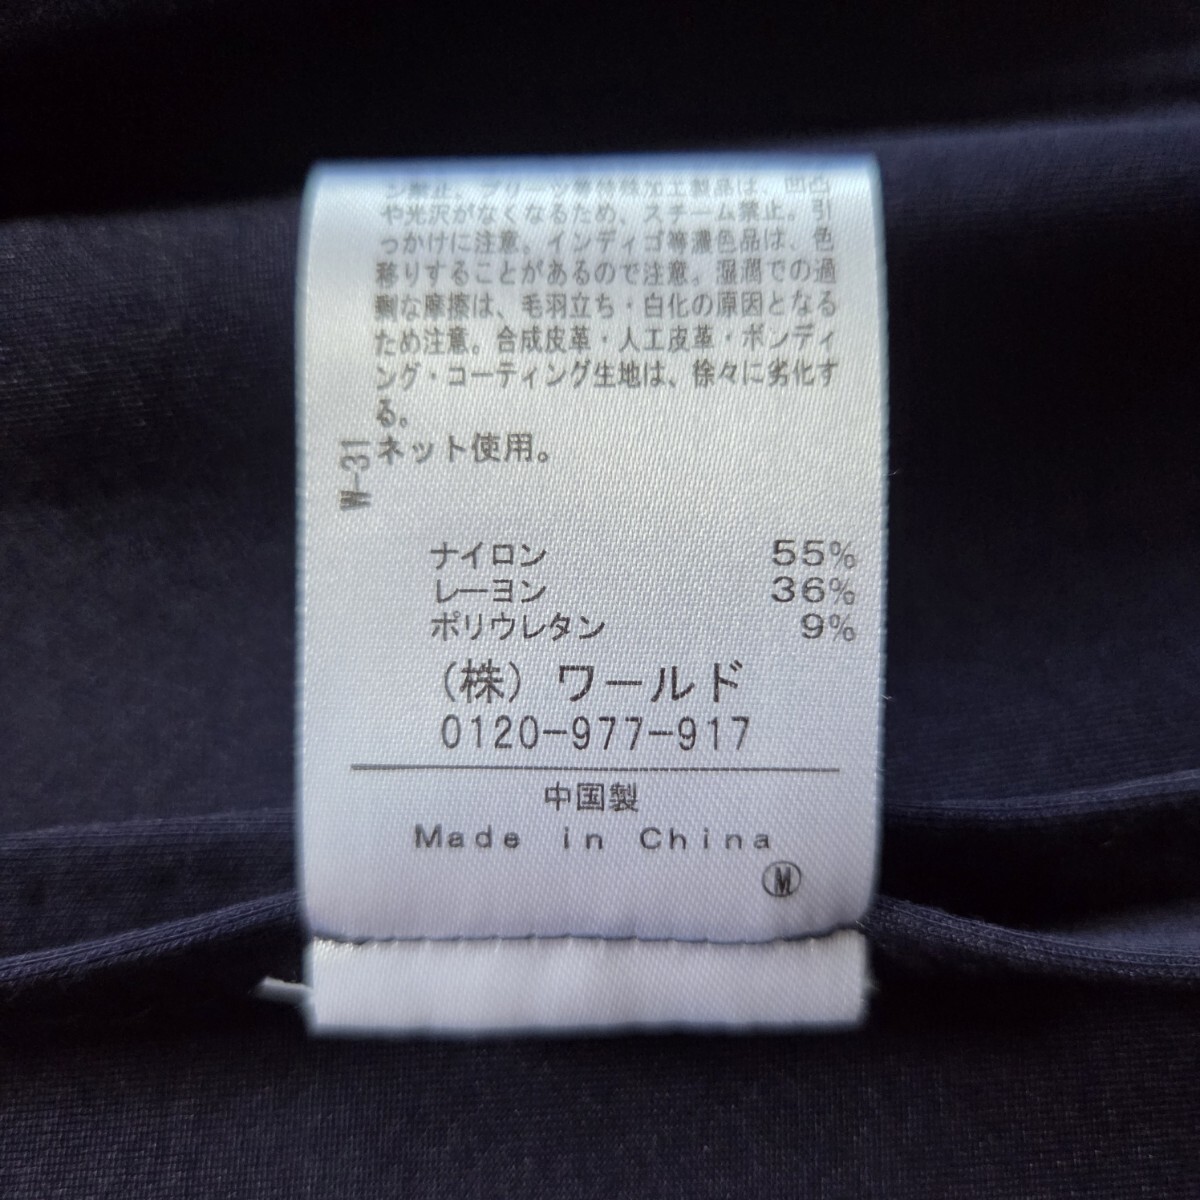 ン禁止。プリーツ等特殊加工製品は、凹凸
や光沢がなくなるため、スチーム禁止。引
っかけに注意。インディゴ等濃色品は、色
移りすることがあるので注意。湿潤での過
剰な摩擦は、毛羽立ち・白化の原因となる
ため注意。合成皮革・人工皮革・ボンディ
ング・コーティング生地は、徐々に劣化す
る。
ネット使用。
W-31
ナイロン 55%
レーヨン 36%
ポリウレタン 9%
(株) ワールド
0120-977-917
中国製
Made in China
M